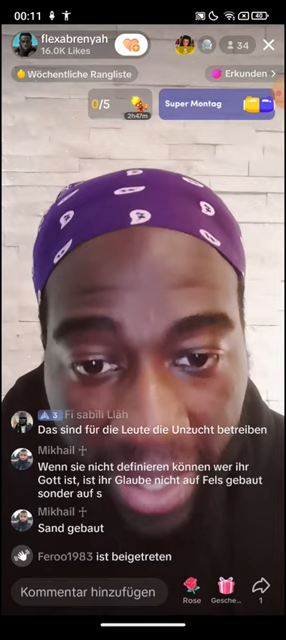 00:11
40
flexabrenyah
16.0K Likes
34
Wöchentliche Rangliste
Erkunden >
0/5
2h47m
Super Montag
3 Fi sabili Llāh
Das sind für die Leute die Unzucht betreiben
Mikhail ☩
Wenn sie nicht definieren können wer ihr
Gott ist, ist ihr Glaube nicht auf Fels gebaut
sonder auf s
Mikhail ☩
Sand gebaut
Feroo1983 ist beigetreten
Kommentar hinzufügen
Rose
Gesche...
1